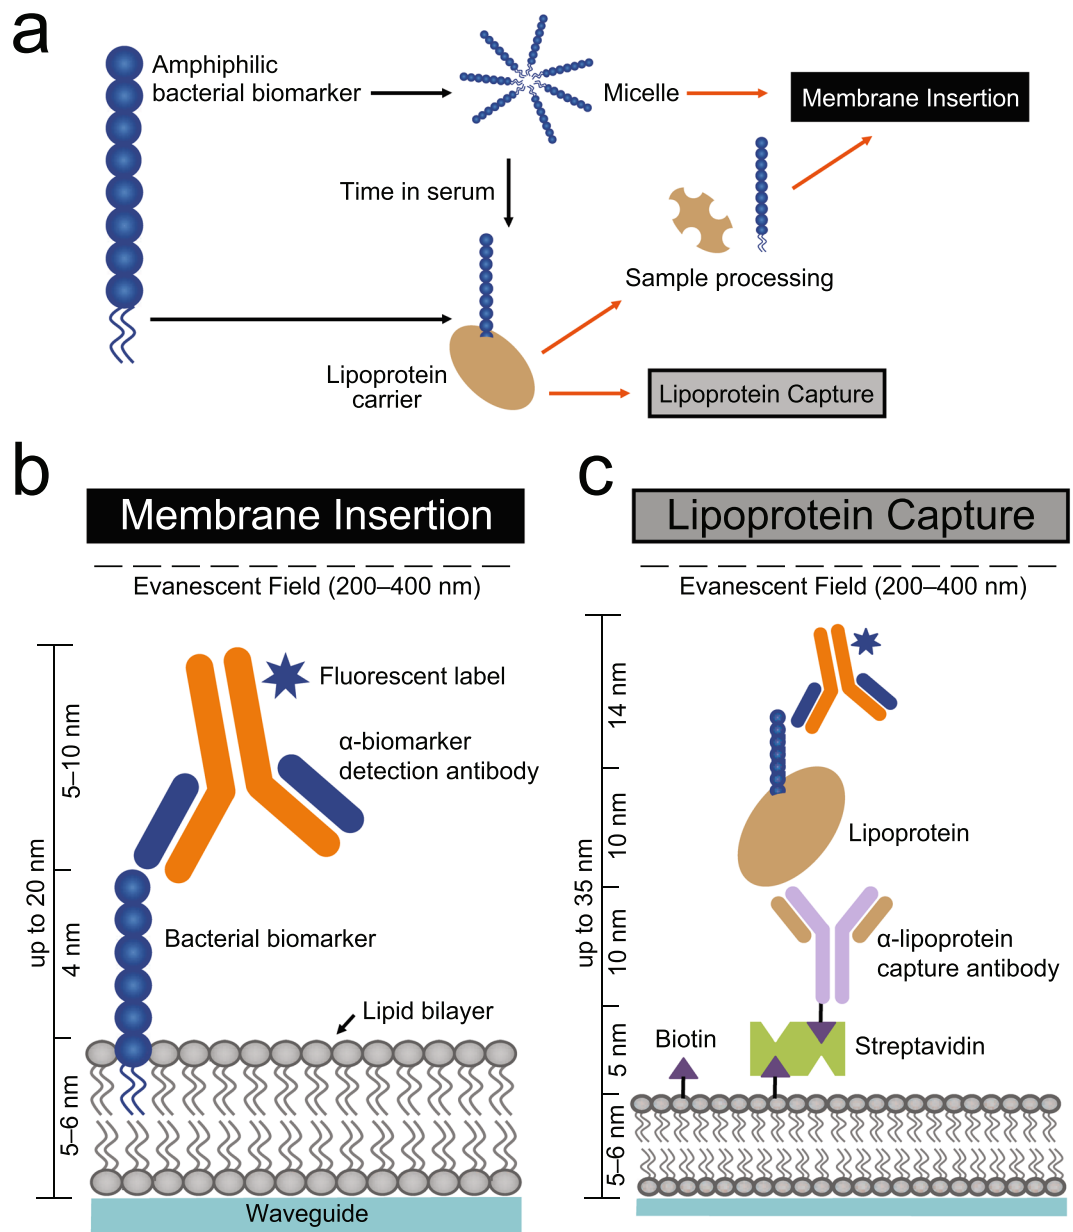 a
Amphiphilic
bacterial biomarker
Micelle
Membrane Insertion
Time in serum
Sample processing
Lipoprotein
carrier
Lipoprotein Capture
b
Membrane Insertion
Evanescent Field (200–400 nm)
Fluorescent label
α-biomarker
detection antibody
5–10 nm
up to 20 nm
4 nm
Bacterial biomarker
Lipid bilayer
5–6 nm
Waveguide
c
Lipoprotein Capture
Evanescent Field (200–400 nm)
14 nm
10 nm
Lipoprotein
up to 35 nm
10 nm
α-lipoprotein
capture antibody
Biotin
5 nm
Streptavidin
5–6 nm